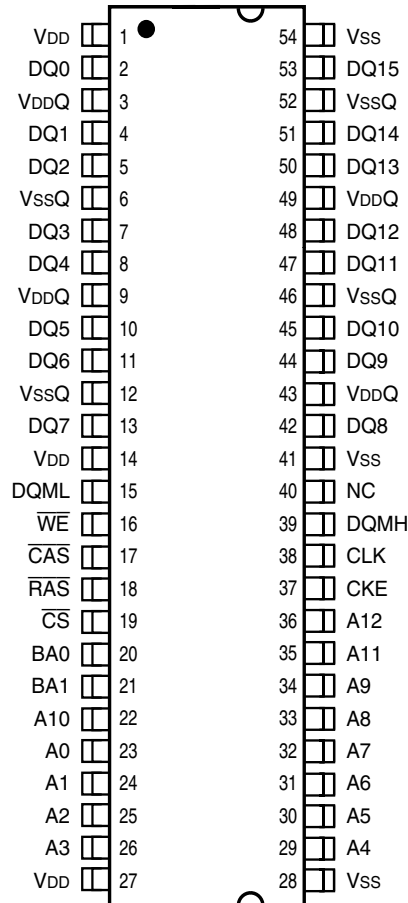 VDD 1 54 VSS
DQ0 2 53 DQ15
VDDQ 3 52 VSSQ
DQ1 4 51 DQ14
DQ2 5 50 DQ13
VSSQ 6 49 VDDQ
DQ3 7 48 DQ12
DQ4 8 47 DQ11
VDDQ 9 46 VSSQ
DQ5 10 45 DQ10
DQ6 11 44 DQ9
VSSQ 12 43 VDDQ
DQ7 13 42 DQ8
VDD 14 41 VSS
DQML 15 40 NC
W̅E̅ 16 39 DQMH
C̅A̅S̅ 17 38 CLK
R̅A̅S̅ 18 37 CKE
C̅S̅ 19 36 A12
BA0 20 35 A11
BA1 21 34 A9
A10 22 33 A8
A0 23 32 A7
A1 24 31 A6
A2 25 30 A5
A3 26 29 A4
VDD 27 28 VSS